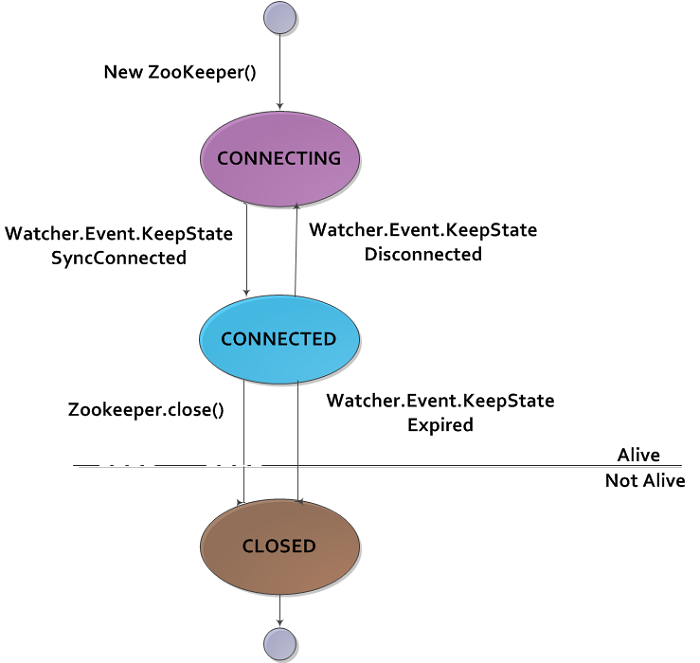 New ZooKeeper()
CONNECTING
Watcher.Event.KeepState
SyncConnected
Watcher.Event.KeepState
Disconnected
CONNECTED
Zookeeper.close()
Watcher.Event.KeepState
Expired
Alive
Not Alive
CLOSED